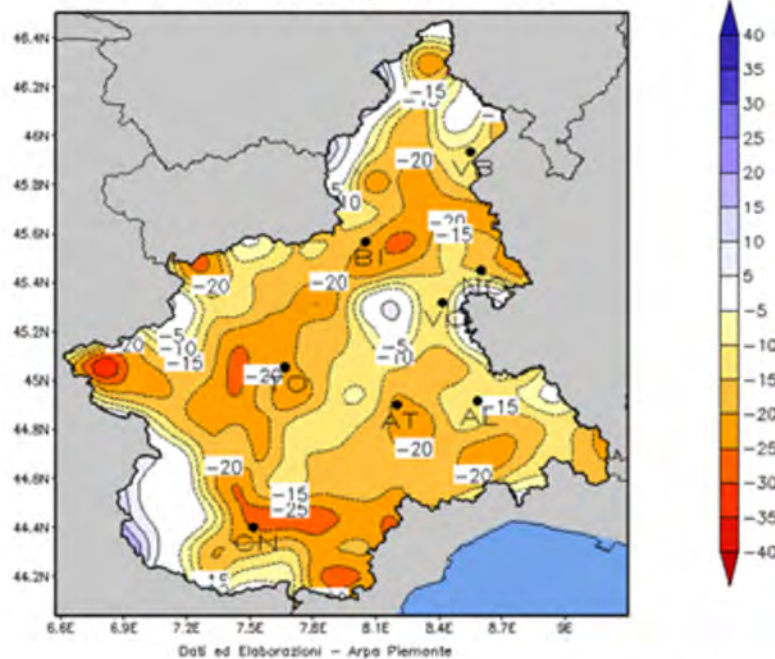 46.4N
46.2N
46N
45.8N
45.6N
45.4N
45.2N
45N
44.8N
44.6N
44.4N
44.2N
6.6E 6.9E 7.2E 7.5E 7.8E 8.1E 8.4E 8.7E 9E
-15
-20
VB
-20
-15
BI
-20
-20
VC
-5
-10
-15
-5
-10
-20
TO
-15
AT
AL
-20
-20
-20
-15
-25
CN
40
35
30
25
20
15
10
5
-5
-10
-15
-20
-25
-30
-35
-40
Dati ed Elaborazioni - Arpa Piemonte